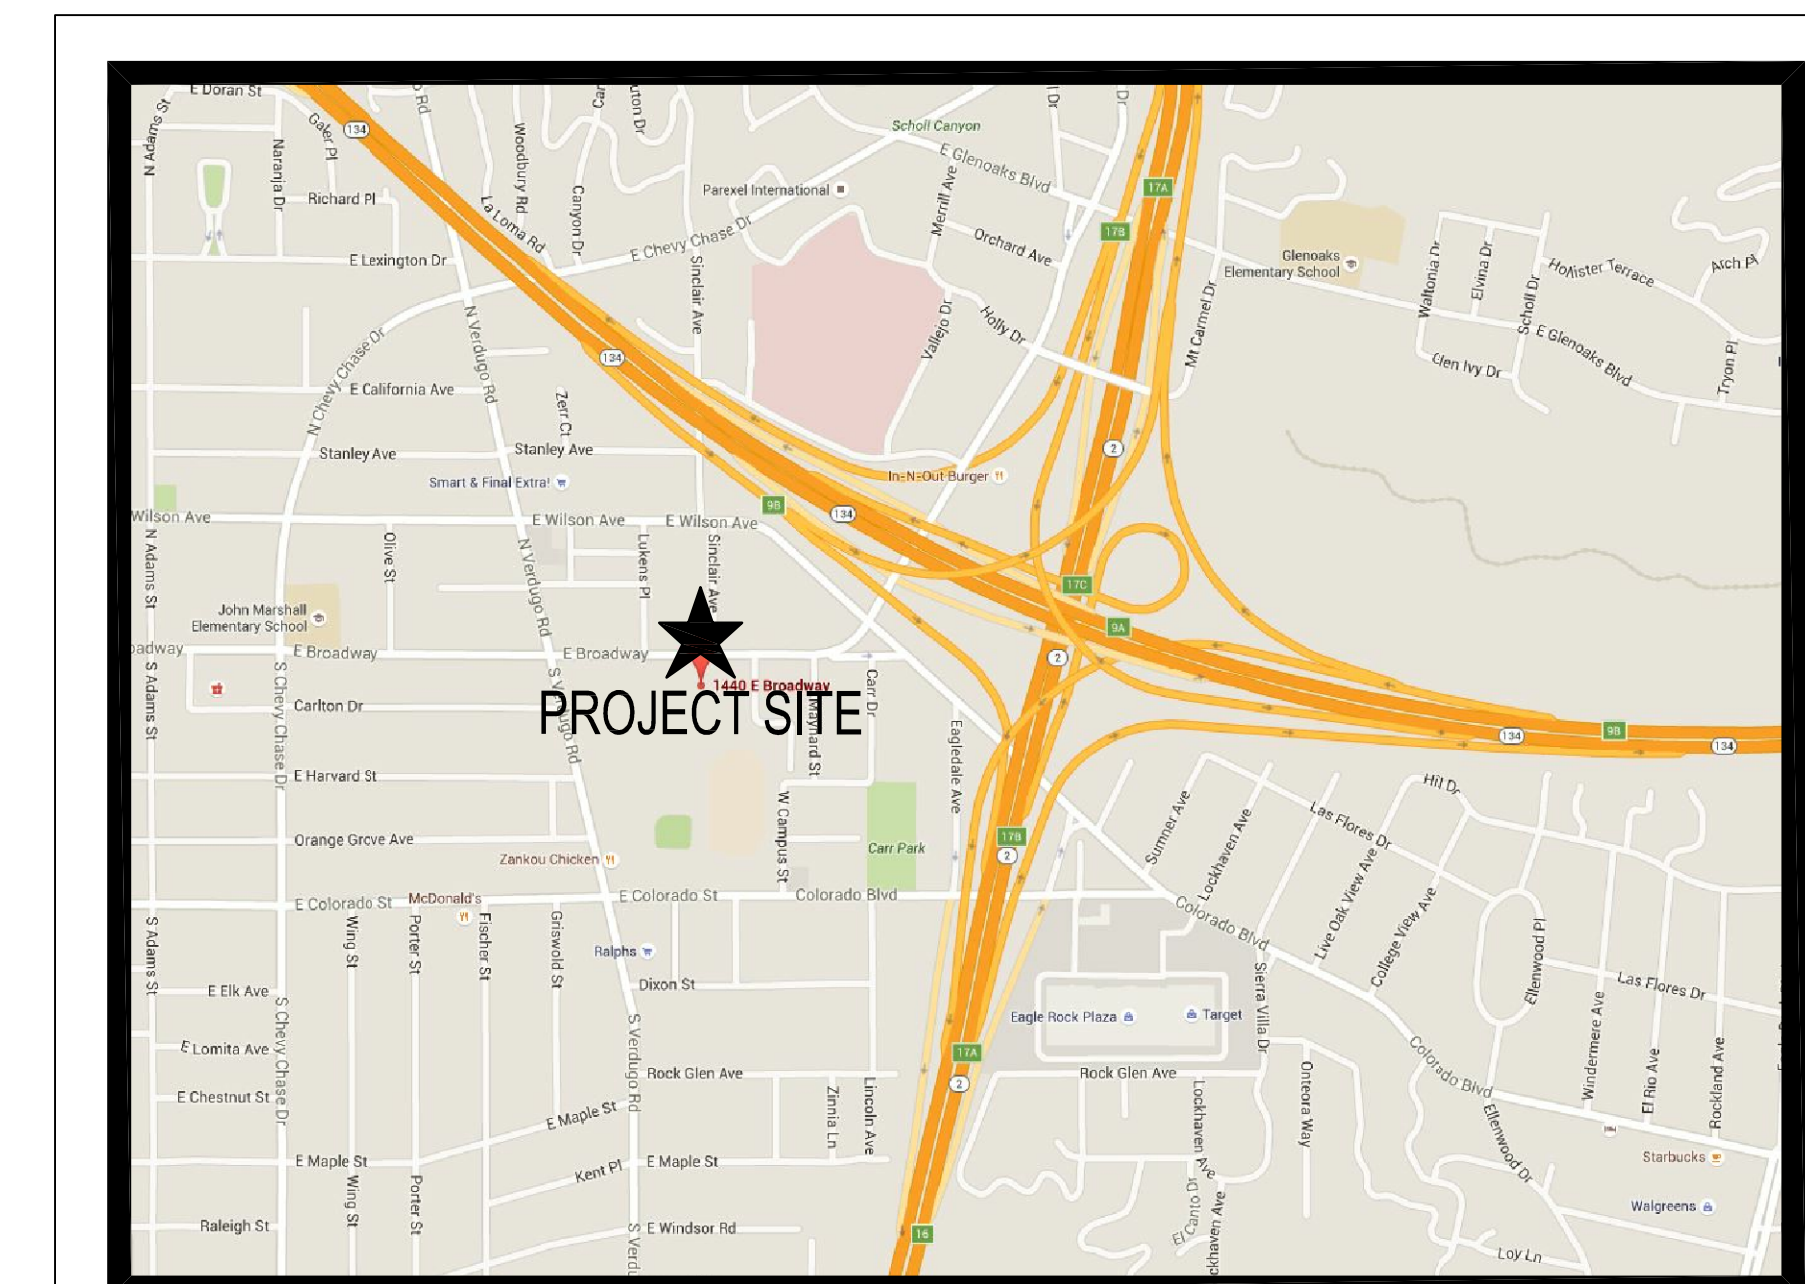 E Doran St
134
N Adams St
Galer Pl
Naranja Dr
Woodbury Rd
Canyon Dr
Scholl Canyon
E Glenoaks Blvd
Parexel International
17A
Richard Pl
La Loma Rd
Merrill Ave
17B
Orchard Ave
E Chevy Chase Dr
E Lexington Dr
Sinclair Ave
Glenoaks
Elementary School
Waltonia Dr
Elvina Dr
Scholl Dr
Hollister Terrace
Arch Pl
N Verdugo Rd
Vallejo Dr
Holly Dr
Mt Carmel Dr
E Glenoaks Blvd
Glen Ivy Dr
Tryon Pl
N Chevy Chase Dr
134
E California Ave
Zerr Ct
Stanley Ave
Stanley Ave
2
Smart & Final Extra!
In-N-Out Burger
9B
134
Wilson Ave
E Wilson Ave
E Wilson Ave
N Adams St
Olive St
N Verdugo Rd
Lukens Pl
Sinclair Ave
17C
John Marshall
Elementary School
9A
adway
E Broadway
E Broadway
2
1440 E Broadway
PROJECT SITE
S Adams St
S Chevy Chase Dr
Carlton Dr
S Verdugo Rd
Maynard St
Carr Dr
Eagledale Ave
134
9B
134
E Harvard St
Hill Dr
Las Flores Dr
W Campus St
Sumner Ave
Lockhaven Ave
Orange Grove Ave
17B
2
Zankou Chicken
Carr Park
Live Oak View Ave
College View Ave
E Colorado St
McDonald's
E Colorado St
Colorado Blvd
Colorado Blvd
S Adams St
Wing St
Porter St
Fischer St
Griswold St
Ralphs
Ellenwood Pl
Sierra Villa Dr
Las Flores Dr
E Elk Ave
Dixon St
S Chevy Chase Dr
S Verdugo Rd
Eagle Rock Plaza
Target
Windermere Ave
El Rio Ave
Rockland Ave
E Lomita Ave
17A
Colorado Blvd
2
Rock Glen Ave
Rock Glen Ave
E Chestnut St
E Maple St
Zinnia Ln
Lincoln Ave
Lockhaven Ave
Onteora Way
Ellenwood Dr
E Maple St
Kent Pl
E Maple St
Starbucks
Wing St
Porter St
El Canto Dr
ckhaven Ave
Walgreens
Raleigh St
S Verdu
E Windsor Rd
16
Loy Ln